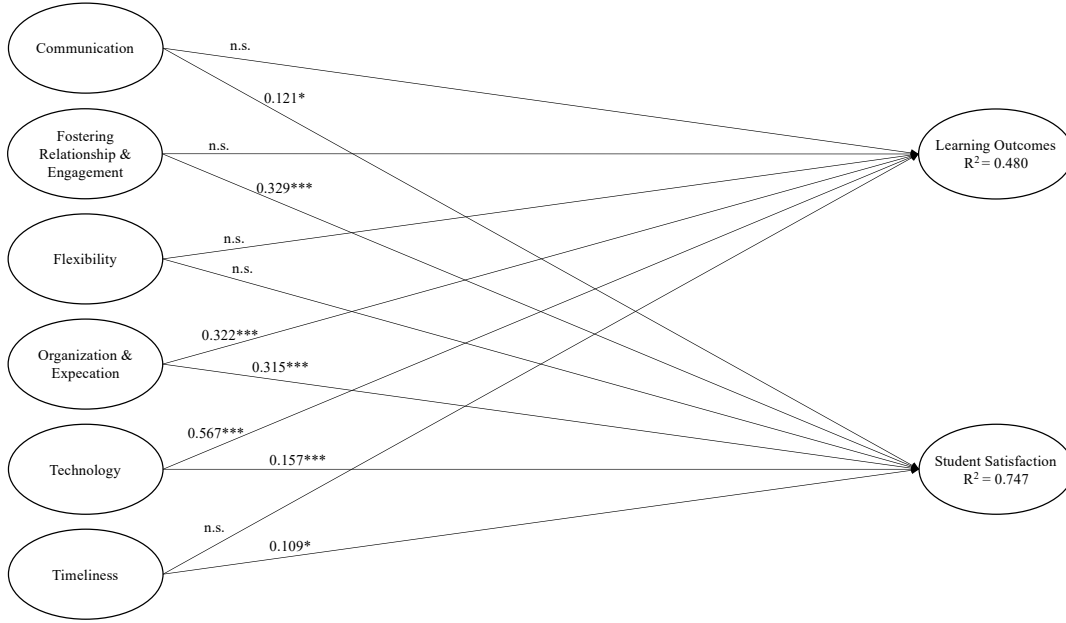 Communication
n.s.
0.121*
Fostering
Relationship &
Engagement
n.s.
0.329***
Learning Outcomes
R² = 0.480
Flexibility
n.s.
n.s.
Organization &
Expecation
0.322***
0.315***
Technology
0.567***
0.157***
Student Satisfaction
R² = 0.747
Timeliness
n.s.
0.109*